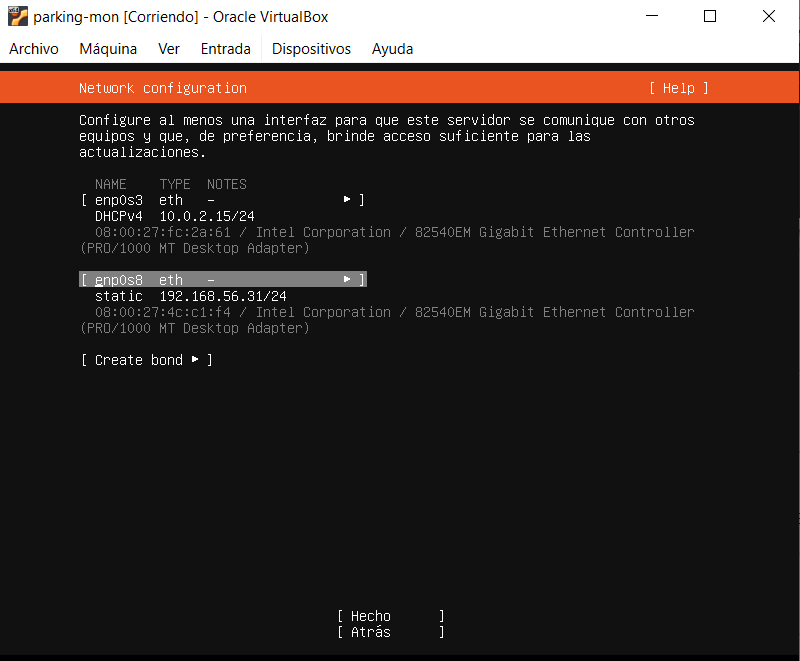 parking-mon [Corriendo] - Oracle VirtualBox
Archivo Máquina Ver Entrada Dispositivos Ayuda
Network configuration [ Help ]
Configure al menos una interfaz para que este servidor se comunique con otros
equipos y que, de preferencia, brinde acceso suficiente para las
actualizaciones.
NAME TYPE NOTES
[ enp0s3 eth - ▸ ]
DHCPv4 10.0.2.15/24
08:00:27:fc:2a:61 / Intel Corporation / 82540EM Gigabit Ethernet Controller
(PRO/1000 MT Desktop Adapter)
[ enp0s8 eth - ▸ ]
static 192.168.56.31/24
08:00:27:4c:c1:f4 / Intel Corporation / 82540EM Gigabit Ethernet Controller
(PRO/1000 MT Desktop Adapter)
[ Create bond ▸ ]
[ Hecho ]
[ Atrás ]